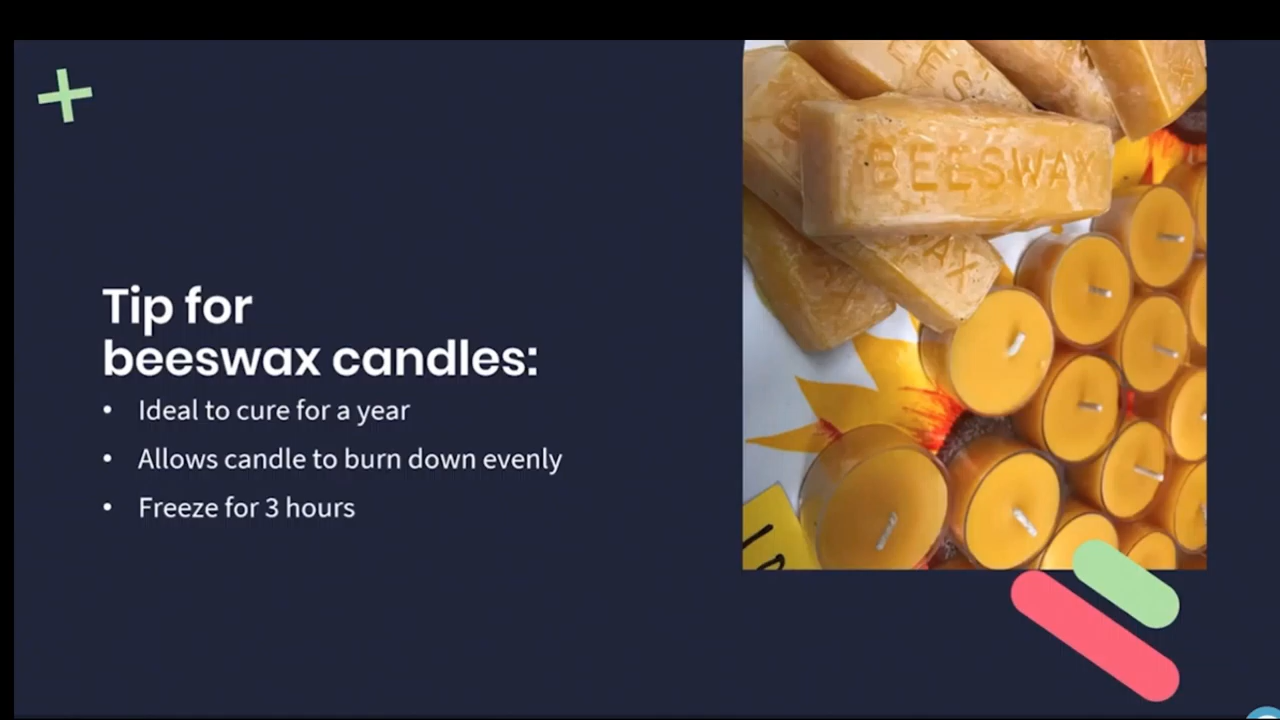 Tip for
beeswax candles:
• Ideal to cure for a year
• Allows candle to burn down evenly
• Freeze for 3 hours
BEESWAX
AX